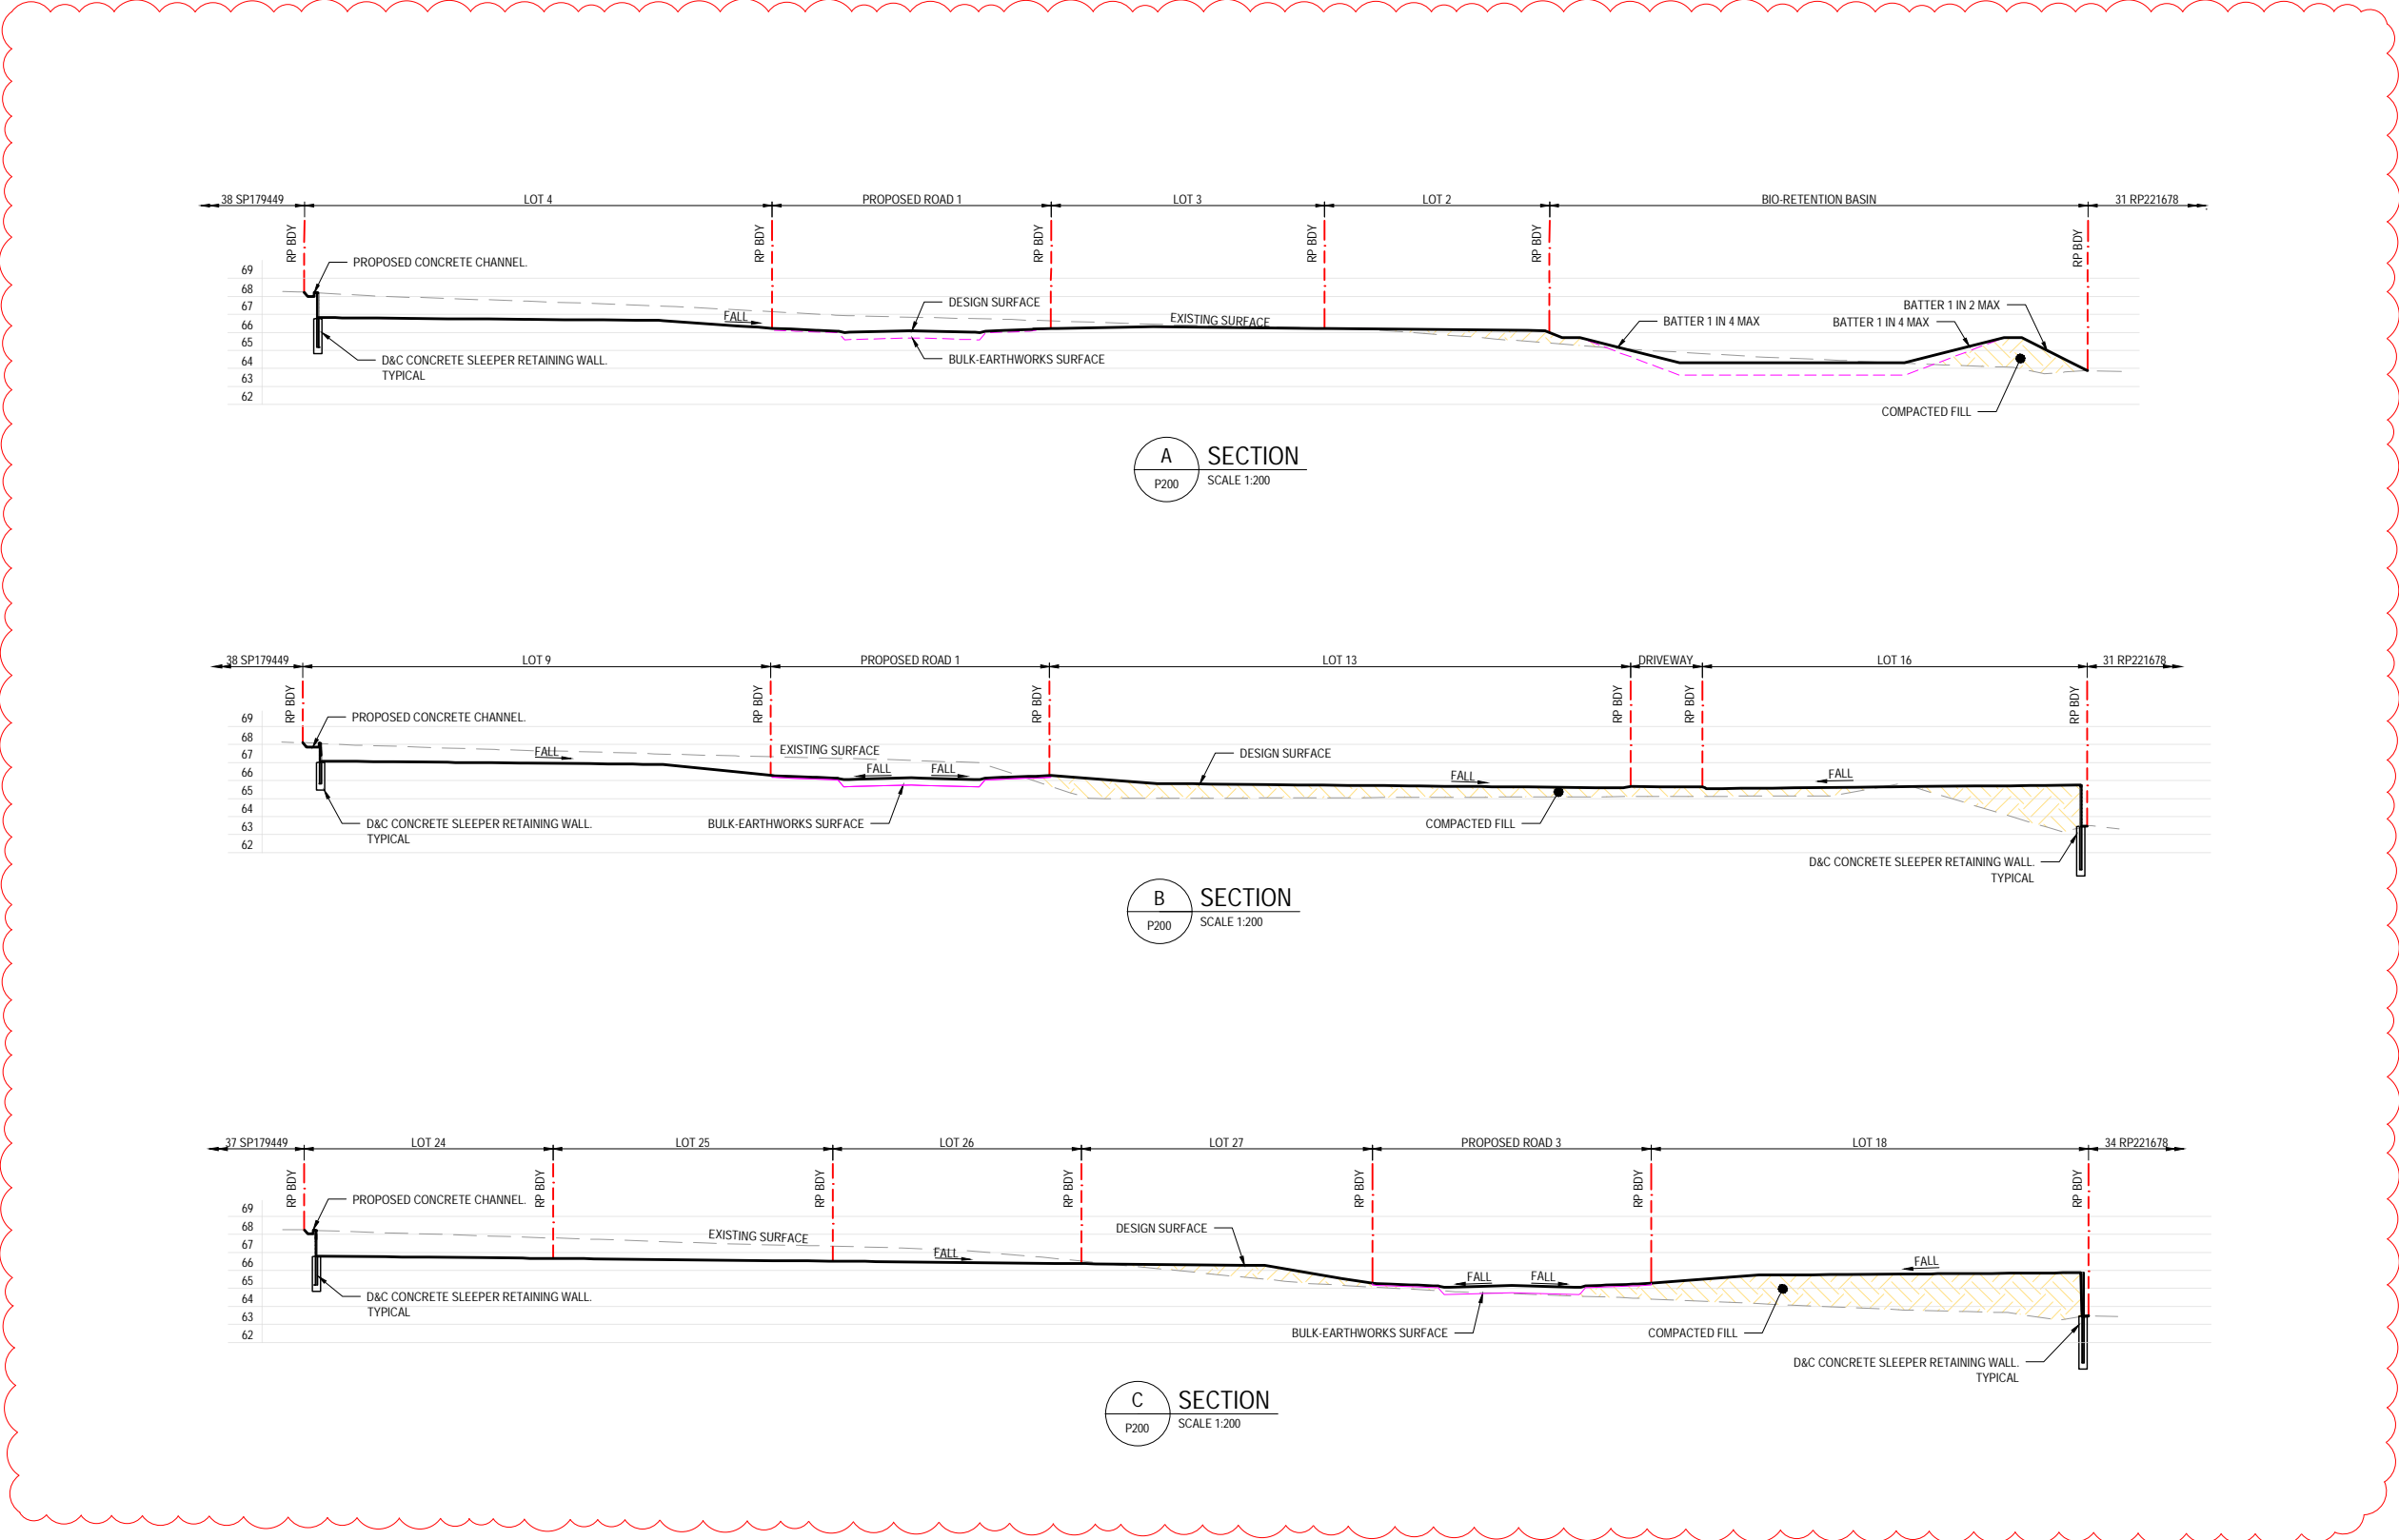 38 SP179449
LOT 4
PROPOSED ROAD 1
LOT 3
LOT 2
BIO-RETENTION BASIN
31 RP221678
RP BDY
RP BDY
RP BDY
RP BDY
RP BDY
RP BDY
PROPOSED CONCRETE CHANNEL.
69
68
67
66
65
64
63
62
FALL
DESIGN SURFACE
EXISTING SURFACE
BULK-EARTHWORKS SURFACE
BATTER 1 IN 4 MAX
BATTER 1 IN 4 MAX
BATTER 1 IN 2 MAX
D&C CONCRETE SLEEPER RETAINING WALL.
TYPICAL
COMPACTED FILL
A
P200
SECTION
SCALE 1:200
38 SP179449
LOT 9
PROPOSED ROAD 1
LOT 13
DRIVEWAY
LOT 16
31 RP221678
RP BDY
RP BDY
RP BDY
RP BDY
RP BDY
RP BDY
PROPOSED CONCRETE CHANNEL.
69
68
67
66
65
64
63
62
FALL
EXISTING SURFACE
FALL
FALL
DESIGN SURFACE
FALL
FALL
D&C CONCRETE SLEEPER RETAINING WALL.
TYPICAL
BULK-EARTHWORKS SURFACE
COMPACTED FILL
D&C CONCRETE SLEEPER RETAINING WALL.
TYPICAL
B
P200
SECTION
SCALE 1:200
37 SP179449
LOT 24
LOT 25
LOT 26
LOT 27
PROPOSED ROAD 3
LOT 18
34 RP221678
RP BDY
RP BDY
RP BDY
RP BDY
RP BDY
RP BDY
RP BDY
PROPOSED CONCRETE CHANNEL.
69
68
67
66
65
64
63
62
EXISTING SURFACE
FALL
DESIGN SURFACE
FALL
FALL
FALL
D&C CONCRETE SLEEPER RETAINING WALL.
TYPICAL
BULK-EARTHWORKS SURFACE
COMPACTED FILL
D&C CONCRETE SLEEPER RETAINING WALL.
TYPICAL
C
P200
SECTION
SCALE 1:200